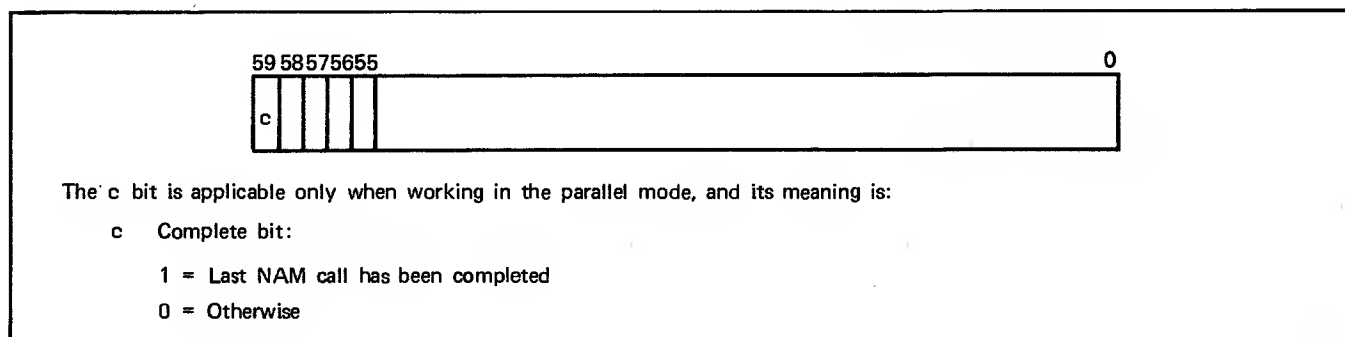 59 58 57 56 55 0
c
The c bit is applicable only when working in the parallel mode, and its meaning is:
c Complete bit:
1 = Last NAM call has been completed
0 = Otherwise